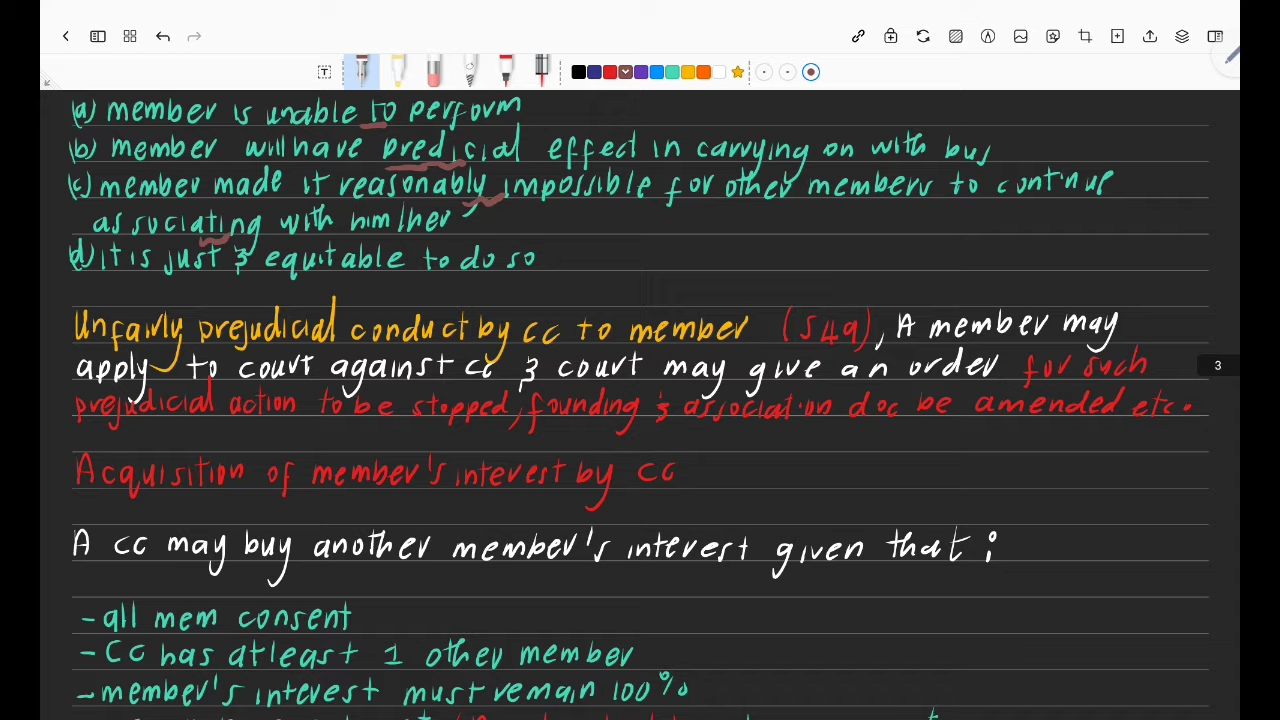 (a) member is unable to perform
(b) member will have predicial effect in carrying on with bus
(c) member made it reasonably impossible for other members to continue
associating with him/her
(d) it is just & equitable to do so
Unfairly prejudicial conduct by CC to member (S49), A member may
apply to court against CC & court may give an order for such
prejudicial action to be stopped, founding & association doc be amended etc.
3
Acquisition of member's interest by CC
A CC may buy another member's interest given that :
- all mem consent
- CC has atleast 1 other member
- member's interest must remain 100%